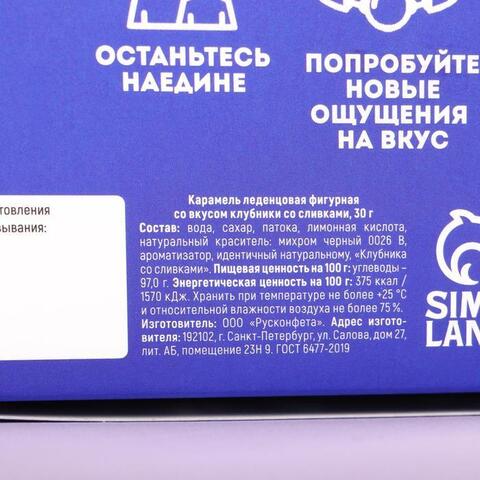 ОСТАНЬТЕСЬ
НАЕДИНЕ
ПОПРОБУЙТЕ
НОВЫЕ
ОЩУЩЕНИЯ
НА ВКУС
товления
ывания:
Карамель леденцовая фигурная
со вкусом клубники со сливками, 30 г
Состав: вода, сахар, патока, лимонная кислота,
натуральный краситель: михром черный 0026 В,
ароматизатор, идентичный натуральному, «Клубника
со сливками». Пищевая ценность на 100 г: углеводы –
97,0 г. Энергетическая ценность на 100 г: 375 ккал /
1570 кДж. Хранить при температуре не более +25 °С
и относительной влажности воздуха не более 75 %.
Изготовитель: ООО «Русконфета». Адрес изгото-
вителя: 192102, г. Санкт-Петербург, ул. Салова, дом 27,
лит. АБ, помещение 23Н 9. ГОСТ 6477-2019
SIM
LAN